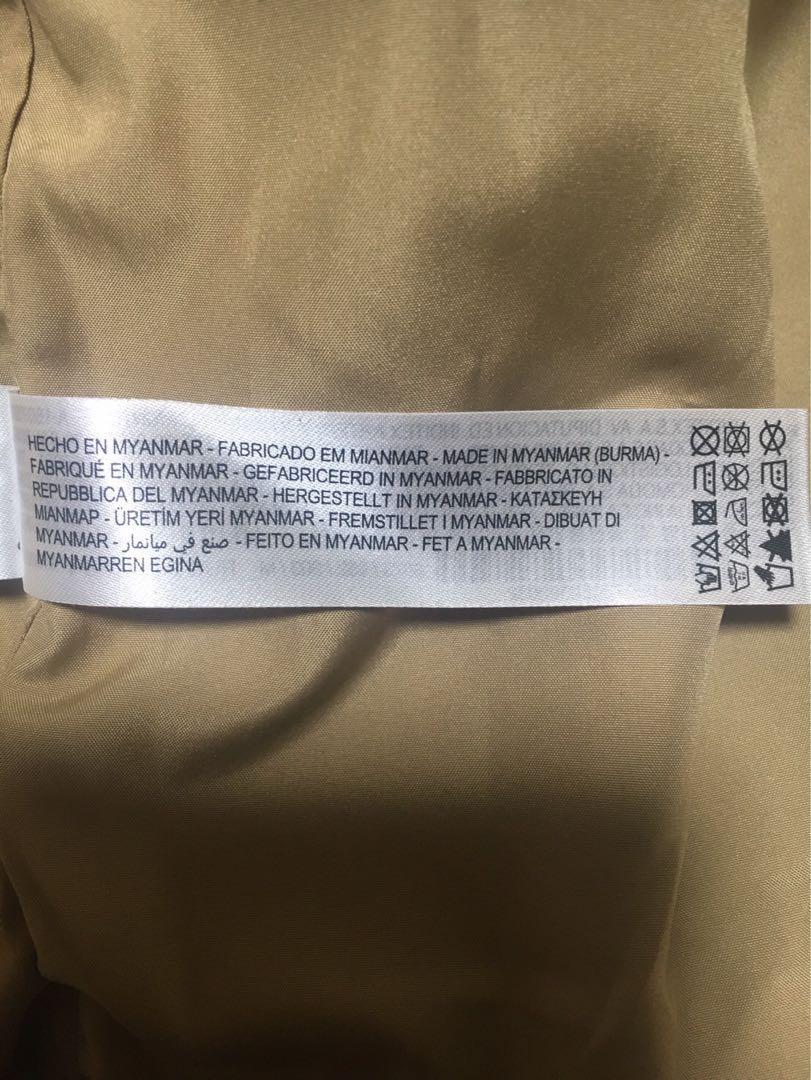 HECHO EN MYANMAR - FABRICADO EM MIANMAR - MADE IN MYANMAR (BURMA) -
FABRIQUÉ EN MYANMAR - GEFABRICEERD IN MYANMAR - FABBRICATO IN
REPUBBLICA DEL MYANMAR - HERGESTELLT IN MYANMAR - ΚΑΤΑΣΚΕΥΗ
ΜΙΑΝΜΑΡ - ÜRETİM YERİ MYANMAR - FREMSTILLET I MYANMAR - DIBUAT DI
MYANMAR - صنع في ميانمار - FEITO EN MYANMAR - FET A MYANMAR -
MYANMARREN EGINA